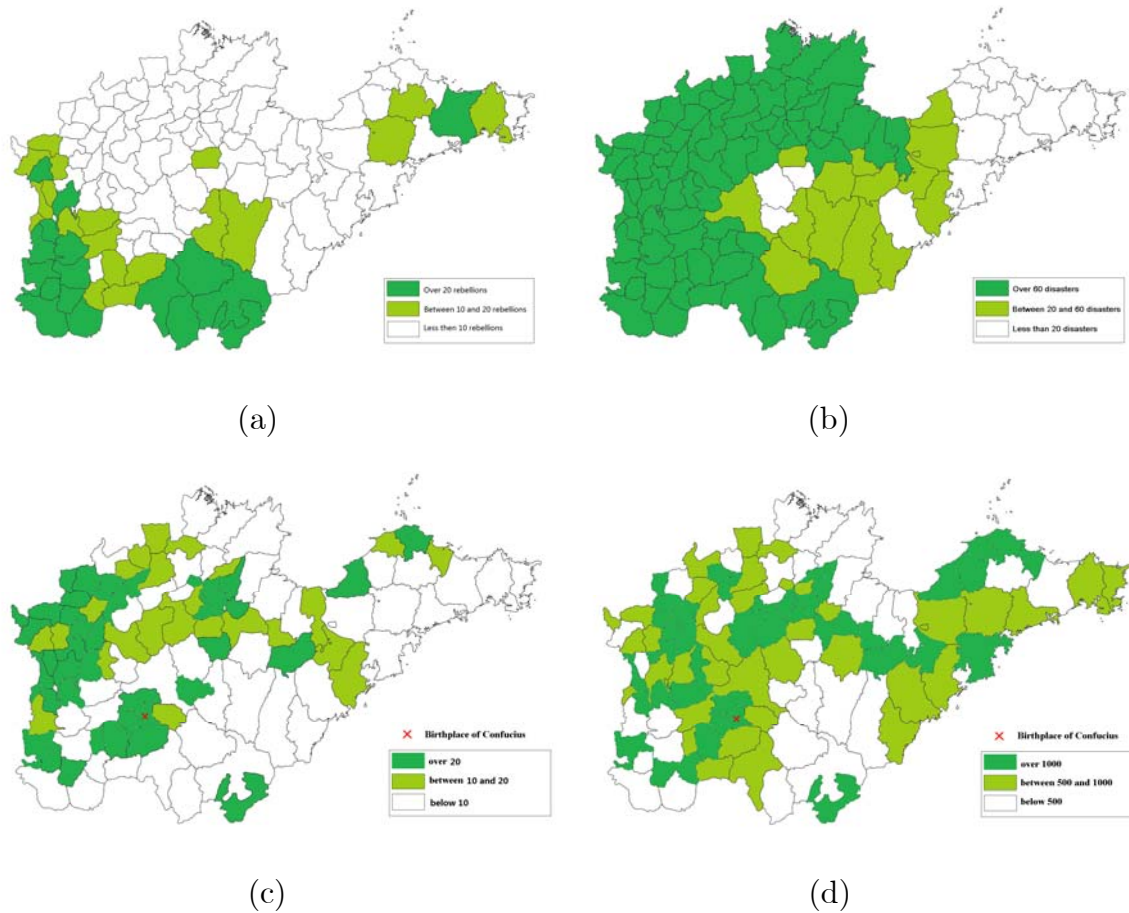 Over 20 rebellions
Between 10 and 20 rebellions
Less then 10 rebellions
(a)
Over 60 disasters
Between 20 and 60 disasters
Less than 20 disasters
(b)
Birthplace of Confucius
over 20
between 10 and 20
below 10
(c)
Birthplace of Confucius
over 1000
between 500 and 1000
below 500
(d)